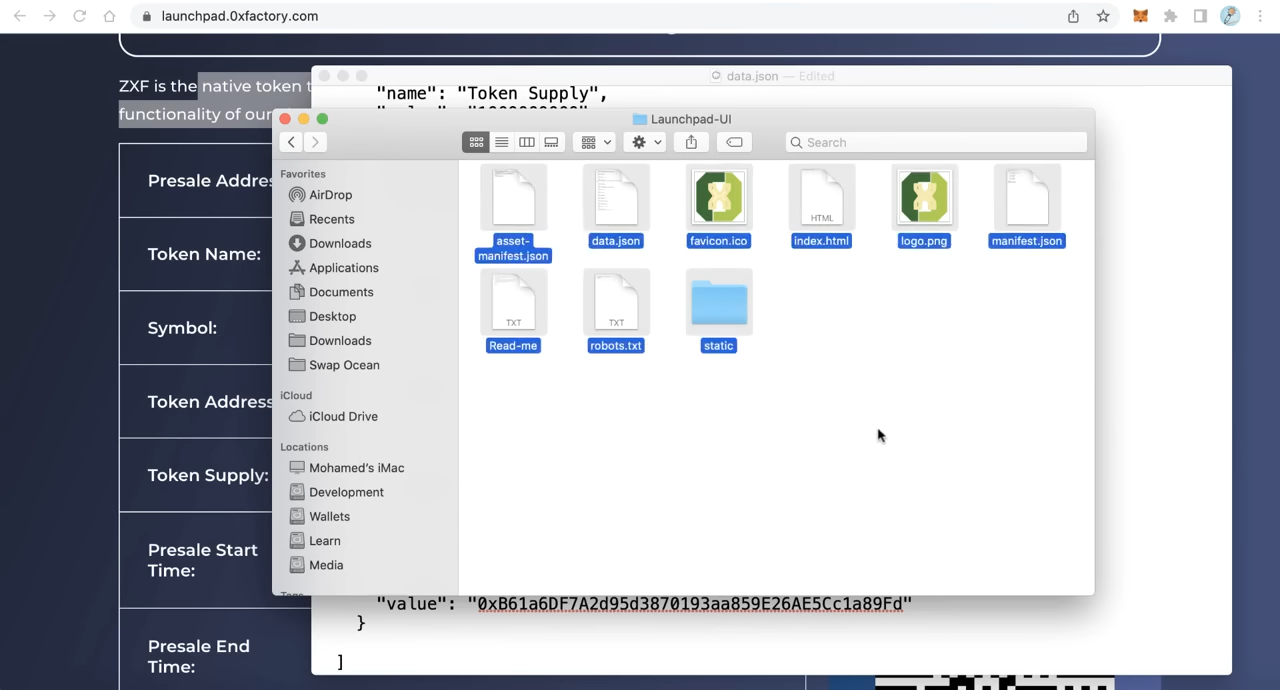 launchpad.0xfactory.com
ZXF is the native token
functionality of our
Presale Addre
Token Name:
Symbol:
Token Address
Token Supply:
Presale Start
Time:
Presale End
Time:
data.json — Edited
"name": "Token Supply",
Launchpad-UI
Search
Favorites
AirDrop
Recents
Downloads
Applications
Documents
Desktop
Downloads
Swap Ocean
iCloud
iCloud Drive
Locations
Mohamed's iMac
Development
Wallets
Learn
Media
HTML
asset-
manifest.json
data.json
favicon.ico
index.html
logo.png
manifest.json
TXT
TXT
Read-me
robots.txt
static
"value": "0xB61a6DF7A2d95d3870193aa859E26AE5Cc1a89Fd"
}
]